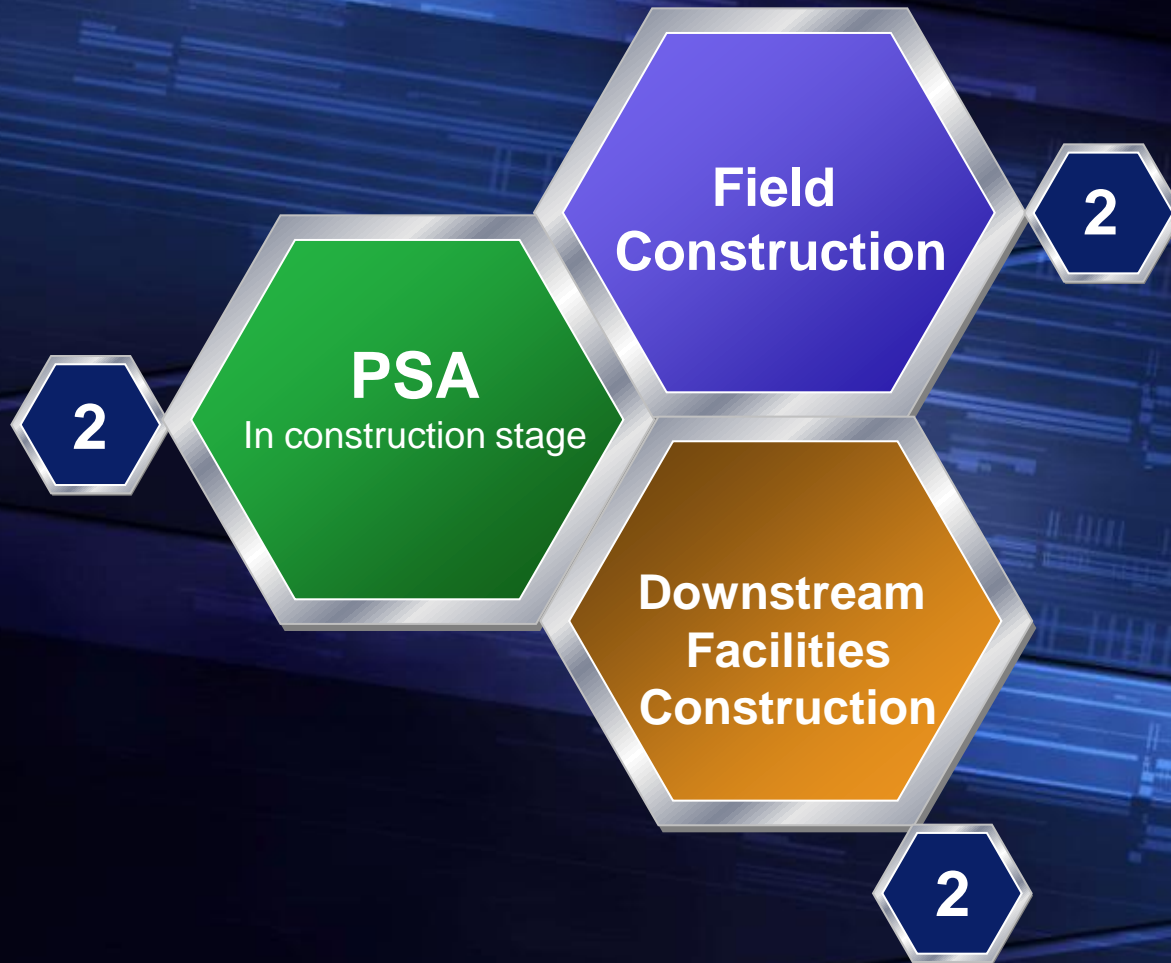 Field
Construction
2
PSA
In construction stage
2
Downstream
Facilities
Construction
2